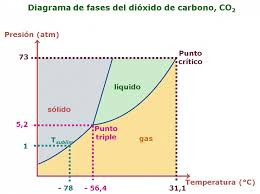 Diagrama de fases del dióxido de carbono, CO2
Presión (atm)
73
Punto
crítico
líquido
sólido
5,2
Punto
triple
gas
1
Tsublim
- 78
- 56,4
31,1
Temperatura (°C)